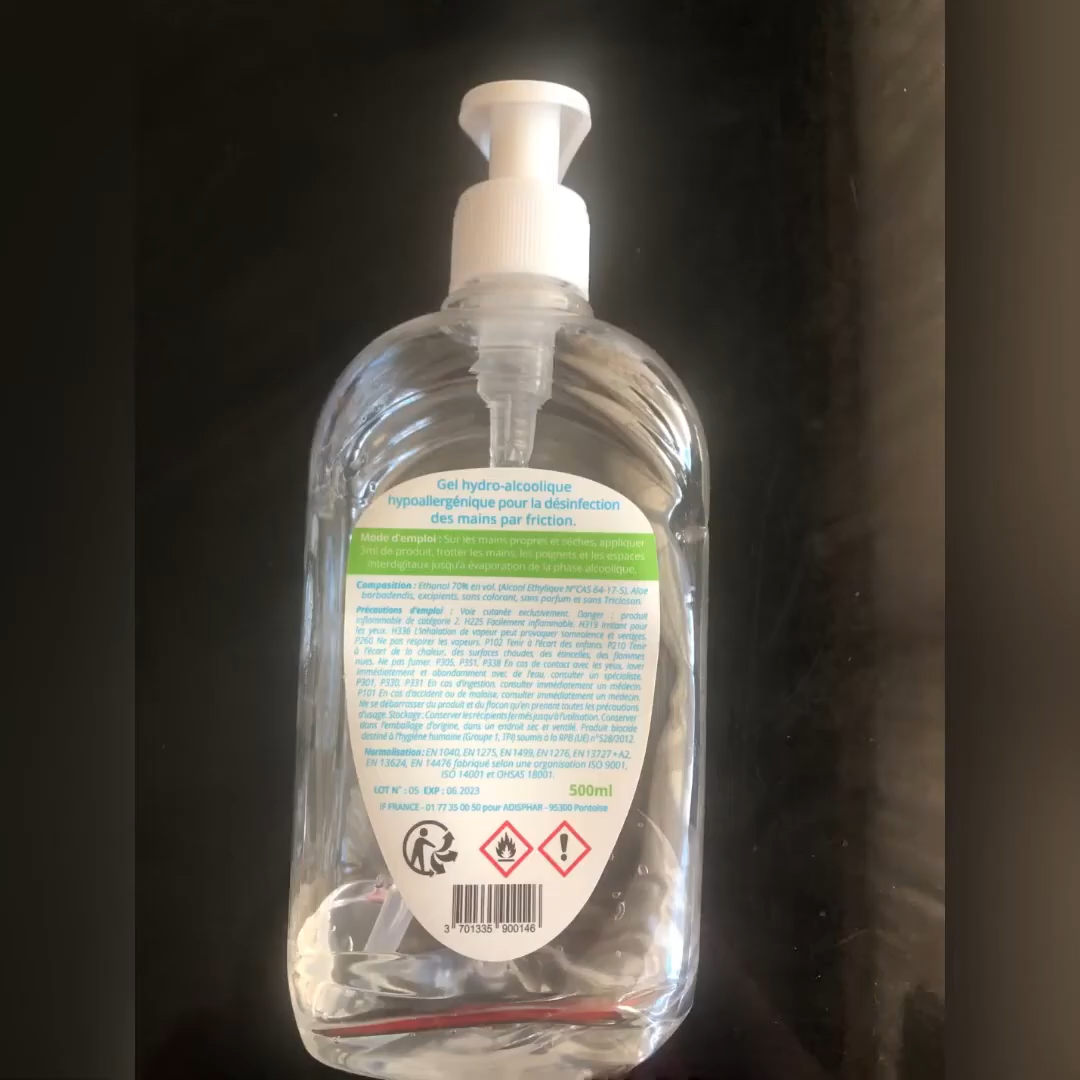 Gel hydro-alcoolique
hypoallergénique pour la désinfection
des mains par friction.
Mode d'emploi : Sur les mains propres et sèches, appliquer
3ml de produit, frotter les mains, les poignets et les espaces
interdigitaux jusqu'à évaporation de la phase alcoolique.
Composition : Ethanol 70% en vol. (Alcool Ethylique N°CAS 64-17-5), Aloe
barbadendis, excipients, sans colorant, sans parfum et sans Triclosan.
Précautions d'emploi : Voie cutanée exclusivement. Danger : produit
inflammable de catégorie 2. H225 Facilement inflammable. H319 Irritant pour
les yeux. H336 L'inhalation de vapeur peut provoquer somnolence et vertiges.
P260 Ne pas respirer les vapeurs. P102 Tenir à l'écart des enfants. P210 Tenir
à l'écart de la chaleur, des surfaces chaudes, des étincelles, des flammes
nues. Ne pas fumer. P305, P351, P338 En cas de contact avec les yeux, laver
immédiatement et abondamment avec de l'eau, consulter un spécialiste.
P301, P330, P331 En cas d'ingestion, consulter immédiatement un médecin.
P101 En cas d'accident ou de malaise, consulter immédiatement un médecin.
Ne se débarrasser du produit et du flacon qu'en prenant toutes les précautions
d'usage. Stockage : Conserver les récipients fermés jusqu'à l'utilisation. Conserver
dans l'emballage d'origine, dans un endroit sec et ventilé. Produit biocide
destiné à l'hygiène humaine (Groupe 1, TP1) soumis à la RPB (UE) n°528/2012.
Normalisation : EN 1040, EN 1275, EN 1499, EN 1276, EN 13727+A2,
EN 13624, EN 14476 fabriqué selon une organisation ISO 9001,
ISO 14001 et OHSAS 18001.
LOT N° : 05 EXP : 06.2023 500ml
IF FRANCE - 01 77 35 00 50 pour ADISPHAR - 95300 Pontoise
3 701335 900146